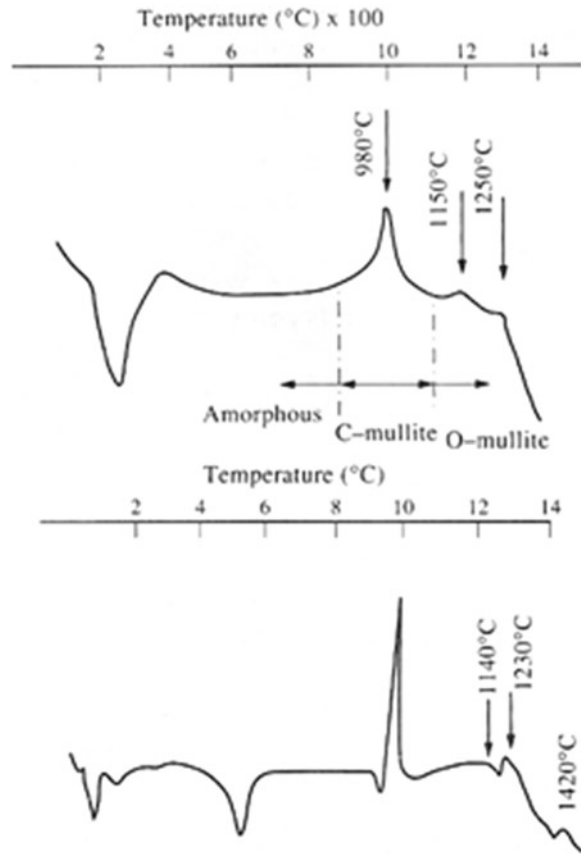 Temperature (°C) x 100
2 4 6 8 10 12 14
980°C
1150°C
1250°C
Amorphous
C-mullite
O-mullite
Temperature (°C)
2 4 6 8 10 12 14
1140°C
1230°C
1420°C